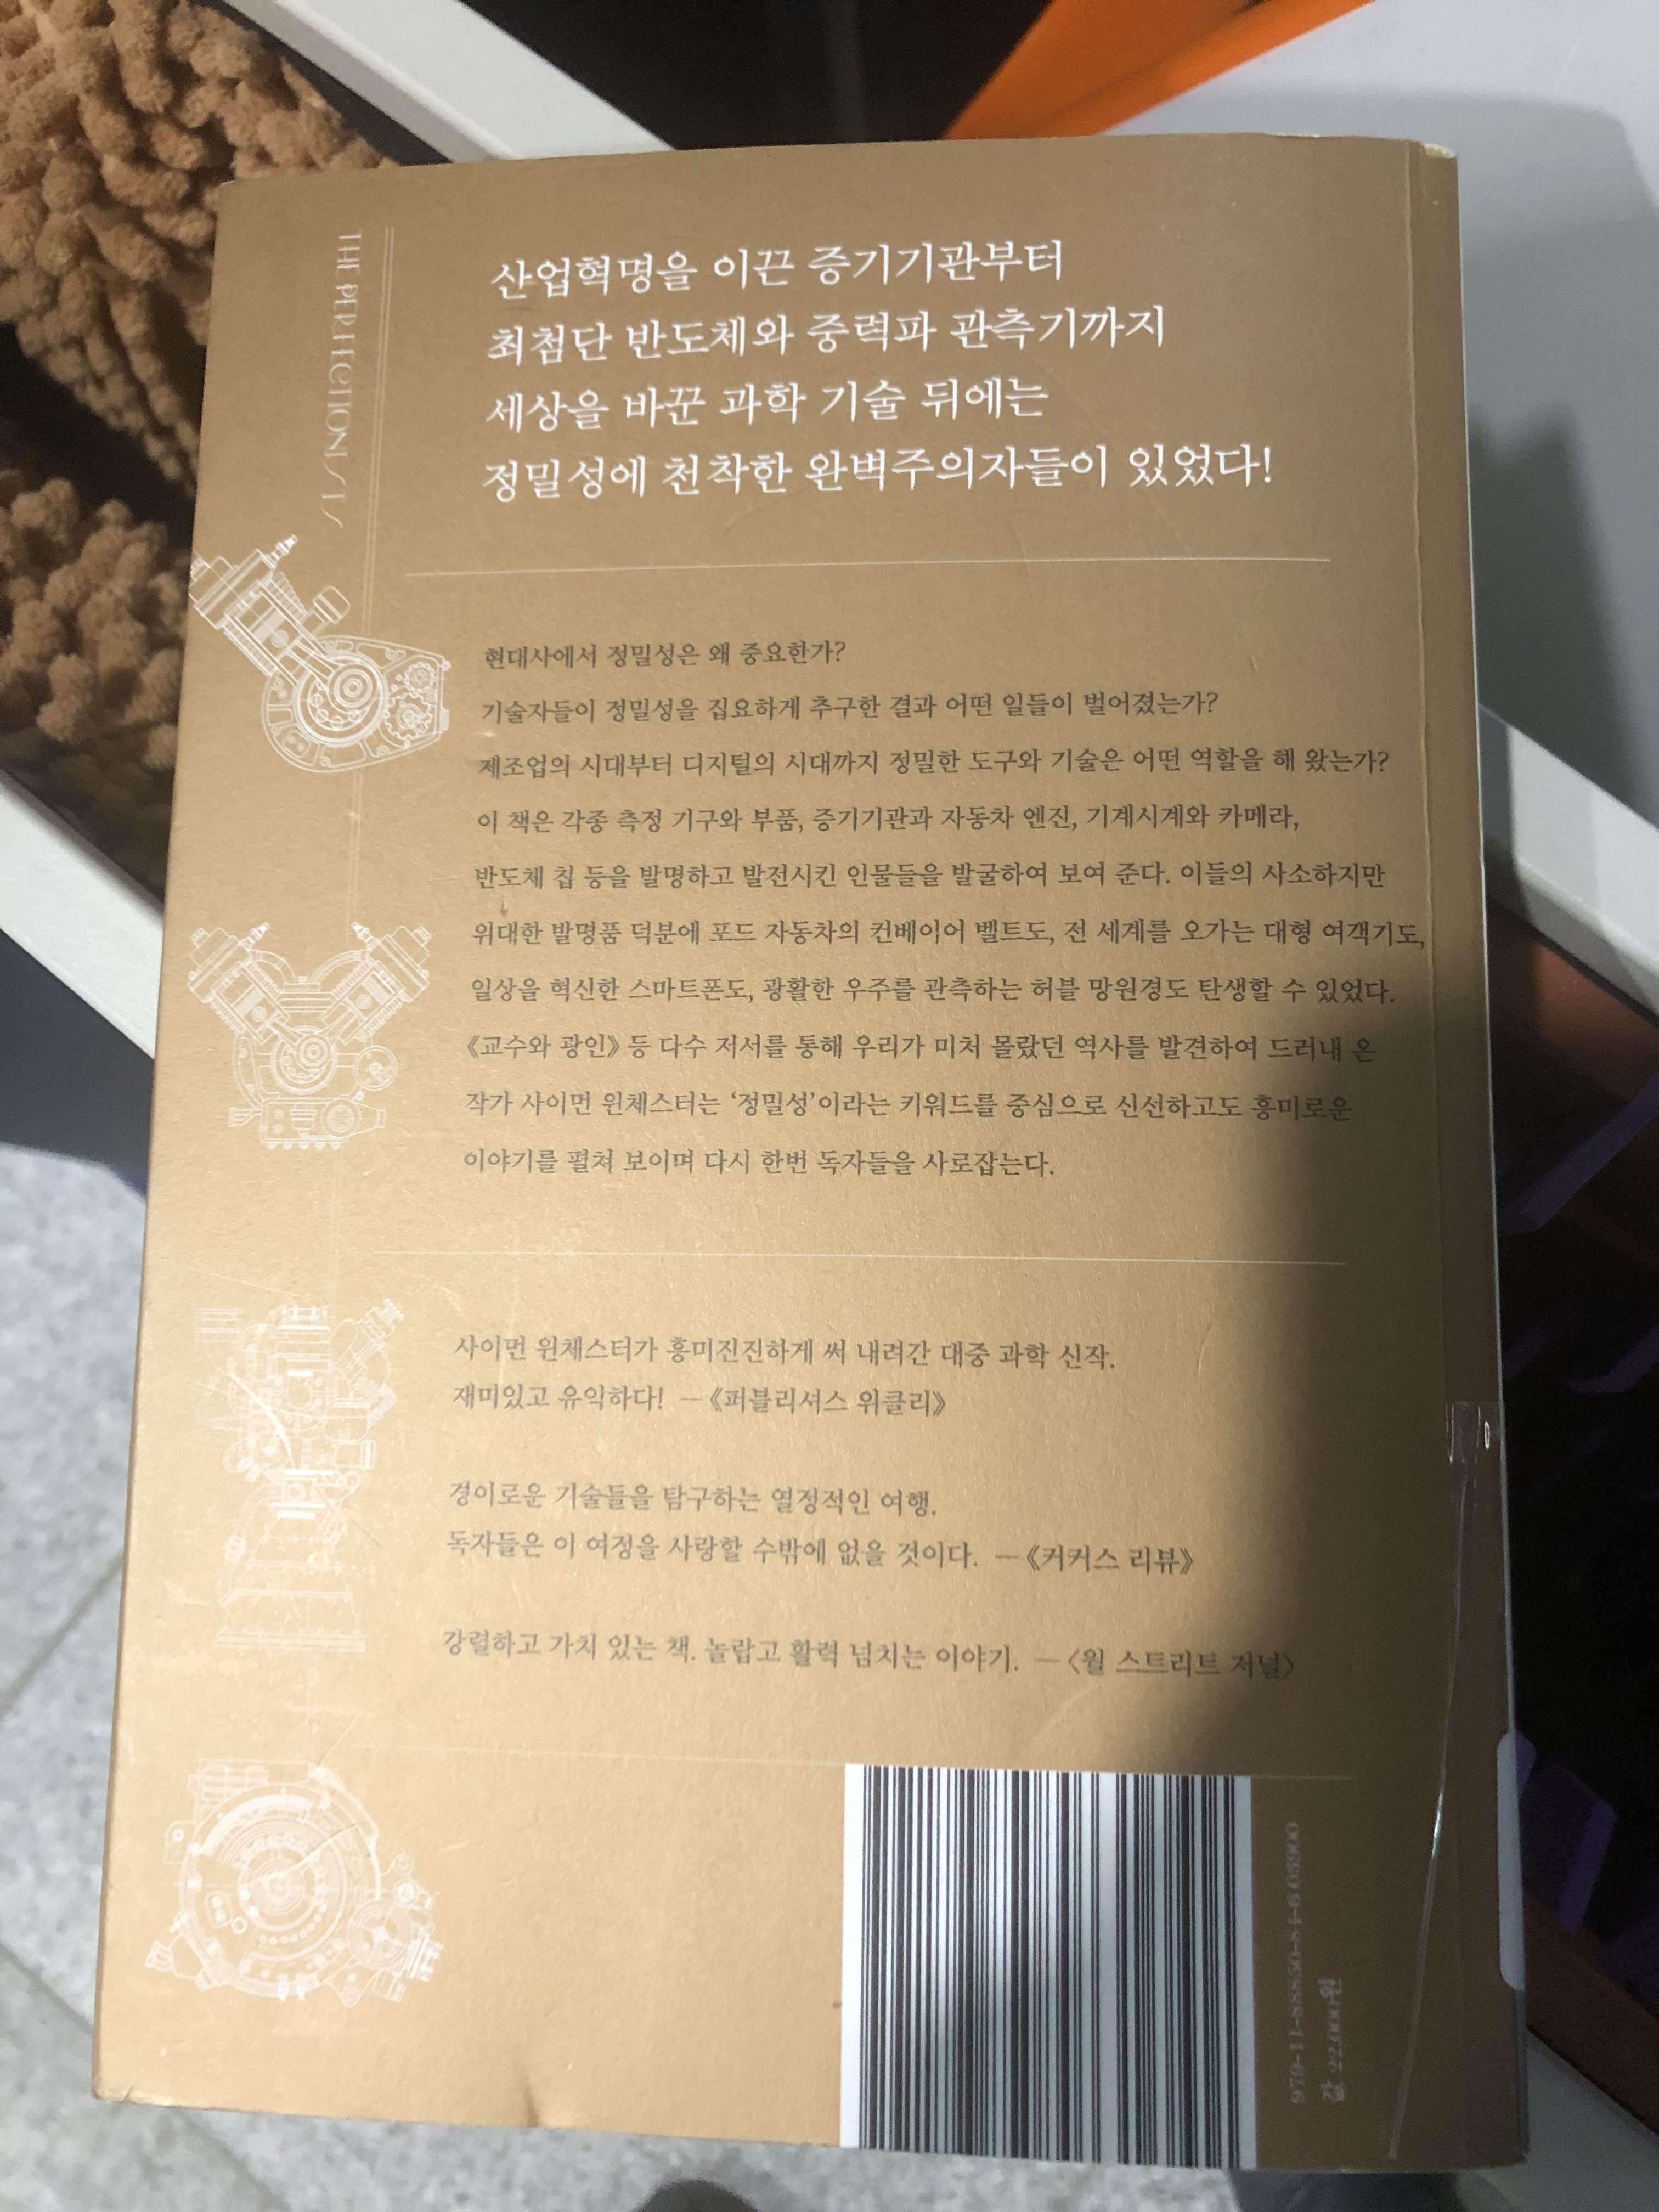 THE PERFECTIONISTS
산업혁명을 이끈 증기기관부터
최첨단 반도체와 중력파 관측기까지
세상을 바꾼 과학 기술 뒤에는
정밀성에 천착한 완벽주의자들이 있었다!
현대사에서 정밀성은 왜 중요한가?
기술자들이 정밀성을 집요하게 추구한 결과 어떤 일들이 벌어졌는가?
제조업의 시대부터 디지털의 시대까지 정밀한 도구와 기술은 어떤 역할을 해 왔는가?
이 책은 각종 측정 기구와 부품, 증기기관과 자동차 엔진, 기계시계와 카메라,
반도체 칩 등을 발명하고 발전시킨 인물들을 발굴하여 보여 준다. 이들의 사소하지만
위대한 발명품 덕분에 포드 자동차의 컨베이어 벨트도, 전 세계를 오가는 대형 여객기도,
일상을 혁신한 스마트폰도, 광활한 우주를 관측하는 허블 망원경도 탄생할 수 있었다.
《교수와 광인》 등 다수 저서를 통해 우리가 미처 몰랐던 역사를 발견하여 드러내 온
작가 사이먼 윈체스터는 ‘정밀성’이라는 키워드를 중심으로 신선하고도 흥미로운
이야기를 펼쳐 보이며 다시 한번 독자들을 사로잡는다.
사이먼 윈체스터가 흥미진진하게 써 내려간 대중 과학 신작.
재미있고 유익하다! —《퍼블리셔스 위클리》
경이로운 기술들을 탐구하는 열정적인 여행.
독자들은 이 여정을 사랑할 수밖에 없을 것이다. —《커커스 리뷰》
강렬하고 가치 있는 책. 놀랍고 활력 넘치는 이야기. —〈월 스트리트 저널〉
값